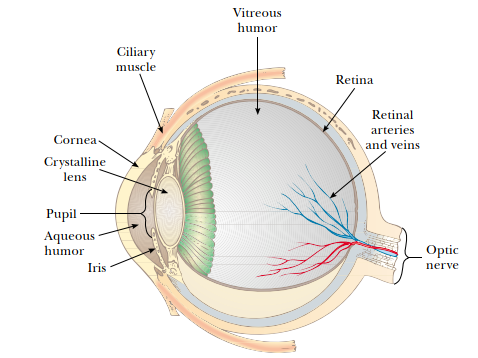 Vitreous
humor
Ciliary
muscle
Retina
Retinal
arteries
and veins
Cornea
Crystalline
lens
Pupil
Aqueous
humor
Iris
Optic
nerve